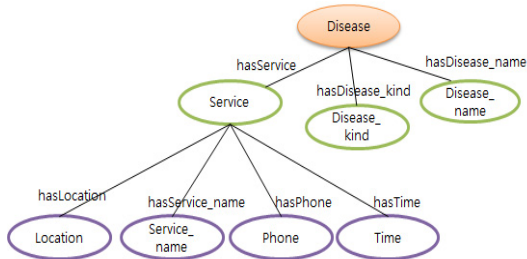 Disease
hasService
hasDisease_kind
hasDisease_name
Service
Disease_
kind
Disease_
name
hasLocation
hasService_name
hasPhone
hasTime
Location
Service_
name
Phone
Time